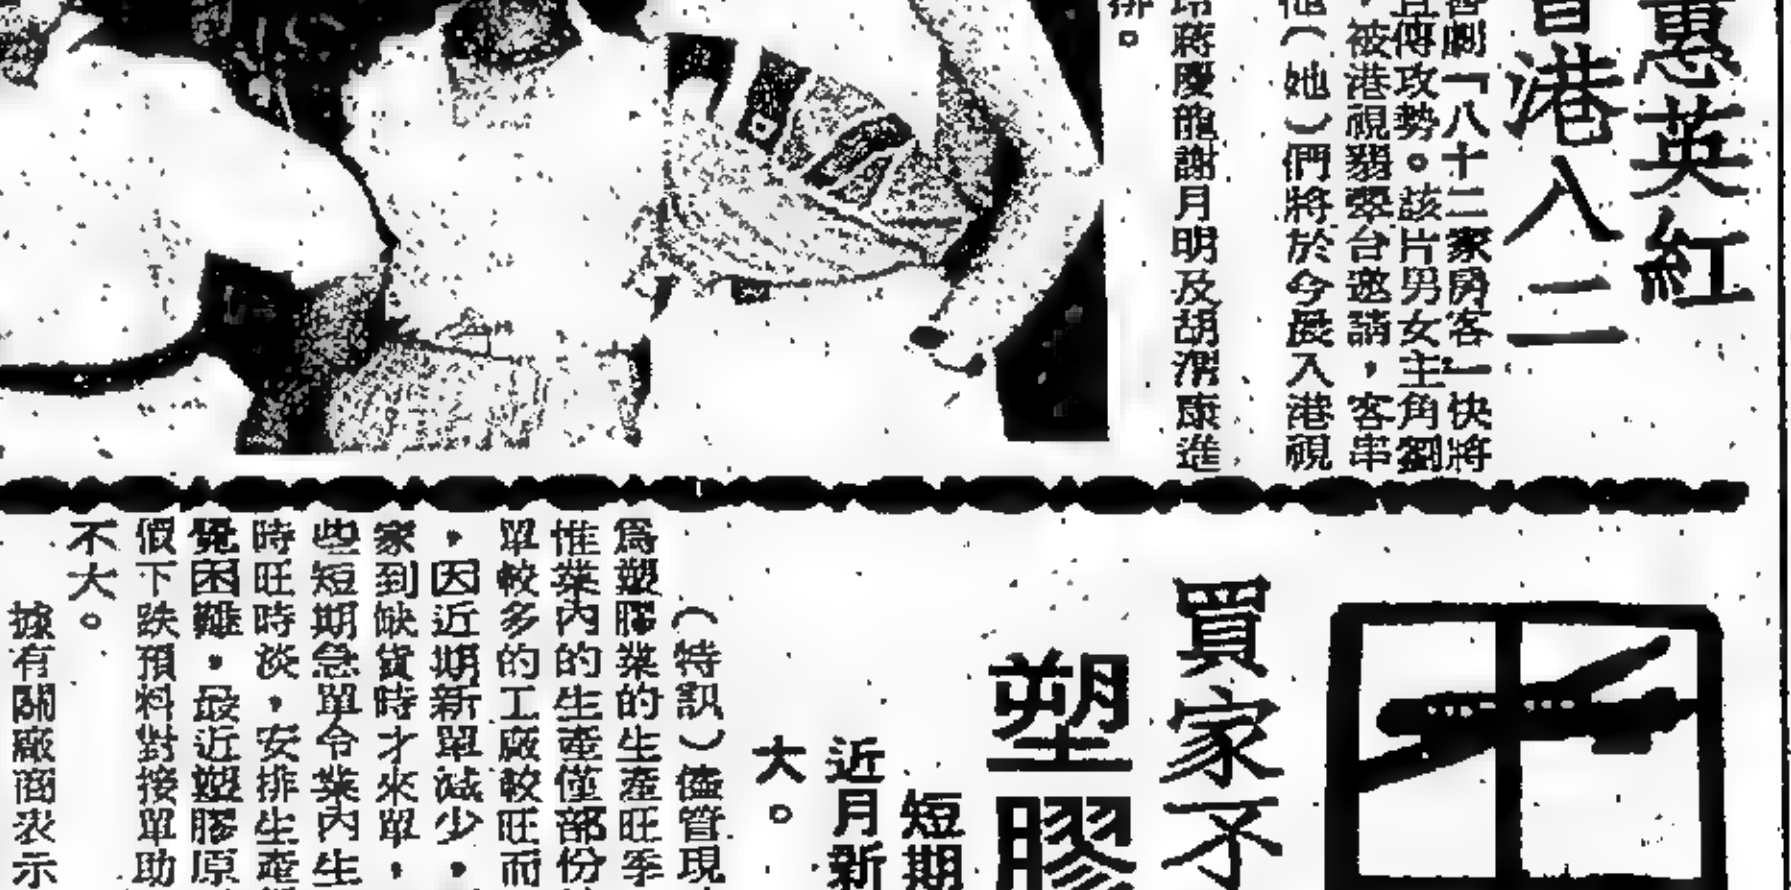 惠英紅
港八二
劇「八十二家房客」快將
宣傳攻勢。該片男女主角劉
，被港視翡翠台邀請，客串
他（她）們將於今晨入港視
蔣慶龍謝月明及胡渭康進
排。
買家不
塑膠
短期
近月新
大。
（特訊）儘管現
爲塑膠業的生產旺季
惟業內的生產僅部份
單較多的工廠較旺而
，因近期新單減少，
家到缺貨時才來單，
些短期急單令業內生
時旺時淡，安排生產
覺困難，最近塑膠原
假下跌預料對接單助
不大。
據有關廠商表示